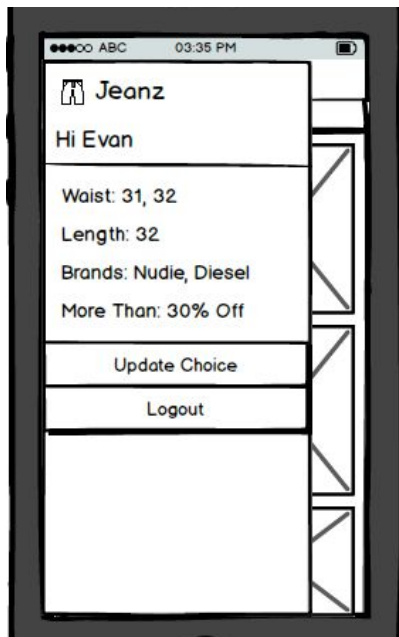 ABC 03:35 PM
Jeanz
Hi Evan
Waist: 31, 32
Length: 32
Brands: Nudie, Diesel
More Than: 30% Off
Update Choice
Logout